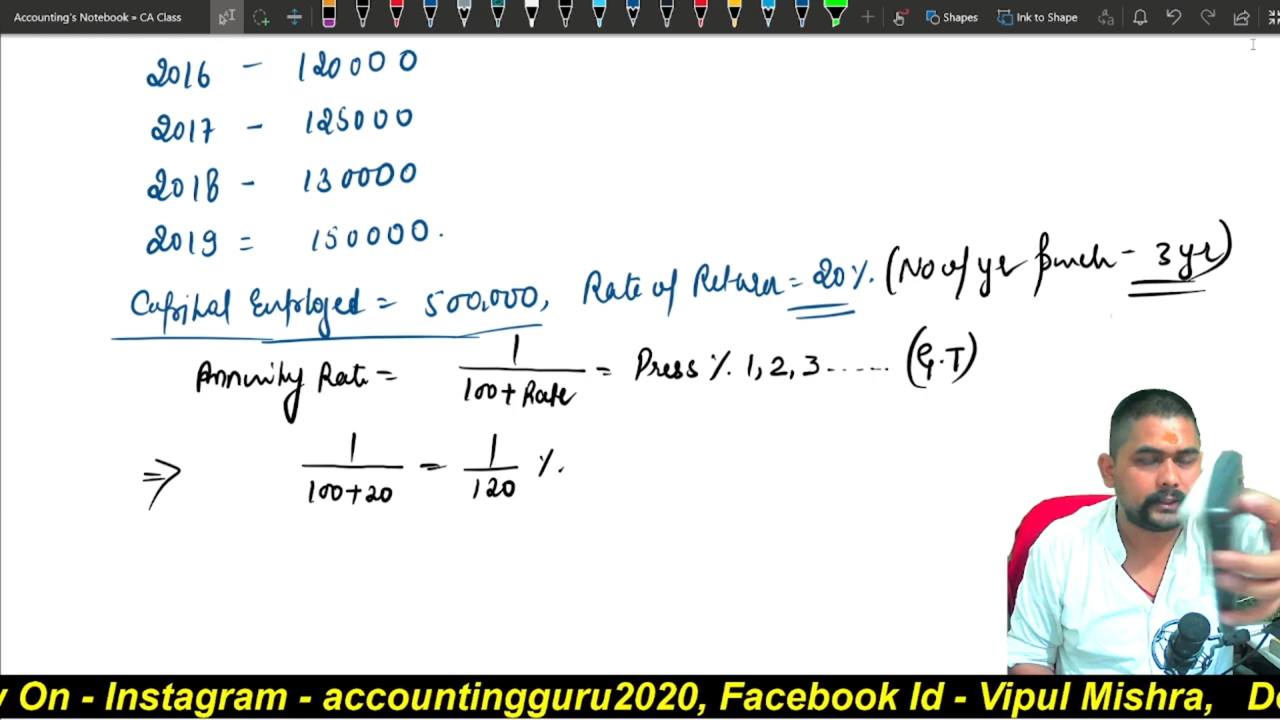 Accounting's Notebook » CA Class
Shapes
Ink to Shape
2016 - 120000
2017 - 125000
2018 - 130000
2019 = 150000.
Capital Employed = 500,000, Rate of Return = 20%. (No of yr purch - 3 yr)
Annuity Rate = 1/100+Rate = Press %. 1, 2, 3 ...... (G.T)
⇒ 1/100+20 = 1/120 %.
On - Instagram - accountingguru2020, Facebook Id - Vipul Mishra,